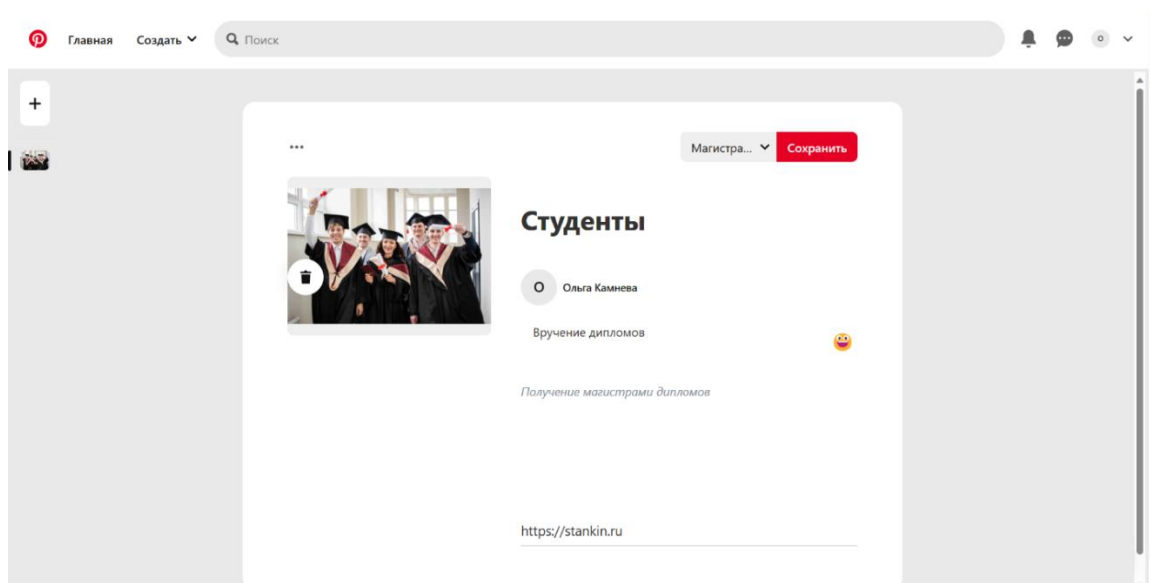 Главная Создать Поиск
Магистра... Сохранить
Студенты
О Ольга Камнева
Вручение дипломов
Получение магистрами дипломов
https://stankin.ru